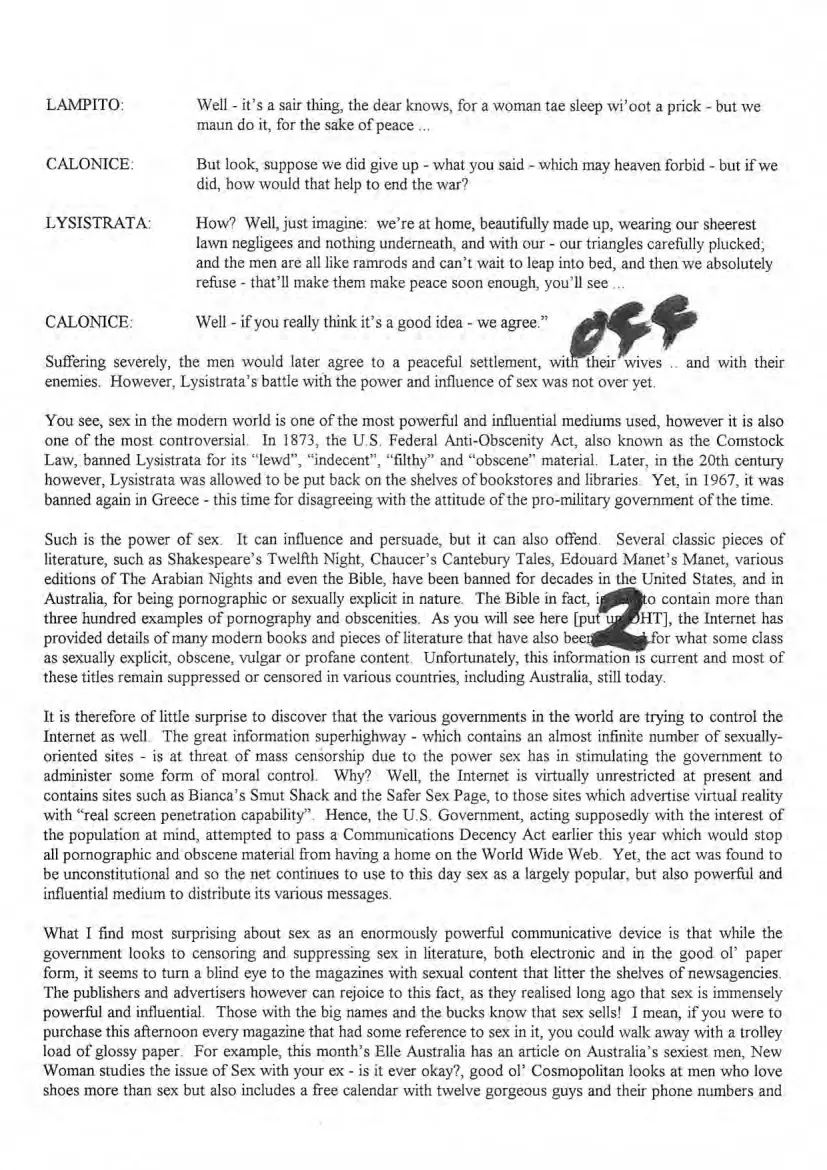 LAMPITO: Well - it's a sair thing, the dear knows, for a woman tae sleep wi'oot a prick - but we
maun do it, for the sake of peace ...
CALONICE: But look, suppose we did give up - what you said - which may heaven forbid - but if we
did, how would that help to end the war?
LYSISTRATA: How? Well, just imagine: we're at home, beautifully made up, wearing our sheerest
lawn negligees and nothing underneath, and with our - our triangles carefully plucked;
and the men are all like ramrods and can't wait to leap into bed, and then we absolutely
refuse - that'll make them make peace soon enough, you'll see ...
CALONICE: Well - if you really think it's a good idea - we agree."
OFF
Suffering severely, the men would later agree to a peaceful settlement, with their wives .. and with their
enemies. However, Lysistrata's battle with the power and influence of sex was not over yet.
You see, sex in the modern world is one of the most powerful and influential mediums used, however it is also
one of the most controversial. In 1873, the U.S. Federal Anti-Obscenity Act, also known as the Comstock
Law, banned Lysistrata for its "lewd", "indecent", "filthy" and "obscene" material. Later, in the 20th century
however, Lysistrata was allowed to be put back on the shelves of bookstores and libraries. Yet, in 1967, it was
banned again in Greece - this time for disagreeing with the attitude of the pro-military government of the time.
Such is the power of sex. It can influence and persuade, but it can also offend. Several classic pieces of
literature, such as Shakespeare's Twelfth Night, Chaucer's Cantebury Tales, Edouard Manet's Manet, various
editions of The Arabian Nights and even the Bible, have been banned for decades in the United States, and in
Australia, for being pornographic or sexually explicit in nature. The Bible in fact, to contain more than
2
three hundred examples of pornography and obscenities. As you will see here [put up OHT], the Internet has
provided details of many modern books and pieces of literature that have also been for what some class
as sexually explicit, obscene, vulgar or profane content. Unfortunately, this information is current and most of
these titles remain suppressed or censored in various countries, including Australia, still today.
It is therefore of little surprise to discover that the various governments in the world are trying to control the
Internet as well. The great information superhighway - which contains an almost infinite number of sexually-
oriented sites - is at threat of mass censorship due to the power sex has in stimulating the government to
administer some form of moral control. Why? Well, the Internet is virtually unrestricted at present and
contains sites such as Bianca's Smut Shack and the Safer Sex Page, to those sites which advertise virtual reality
with "real screen penetration capability". Hence, the U.S. Government, acting supposedly with the interest of
the population at mind, attempted to pass a Communications Decency Act earlier this year which would stop
all pornographic and obscene material from having a home on the World Wide Web. Yet, the act was found to
be unconstitutional and so the net continues to use to this day sex as a largely popular, but also powerful and
influential medium to distribute its various messages.
What I find most surprising about sex as an enormously powerful communicative device is that while the
government looks to censoring and suppressing sex in literature, both electronic and in the good ol' paper
form, it seems to turn a blind eye to the magazines with sexual content that litter the shelves of newsagencies.
The publishers and advertisers however can rejoice to this fact, as they realised long ago that sex is immensely
powerful and influential. Those with the big names and the bucks know that sex sells! I mean, if you were to
purchase this afternoon every magazine that had some reference to sex in it, you could walk away with a trolley
load of glossy paper. For example, this month's Elle Australia has an article on Australia's sexiest men, New
Woman studies the issue of Sex with your ex - is it ever okay?, good ol' Cosmopolitan looks at men who love
shoes more than sex but also includes a free calendar with twelve gorgeous guys and their phone numbers and